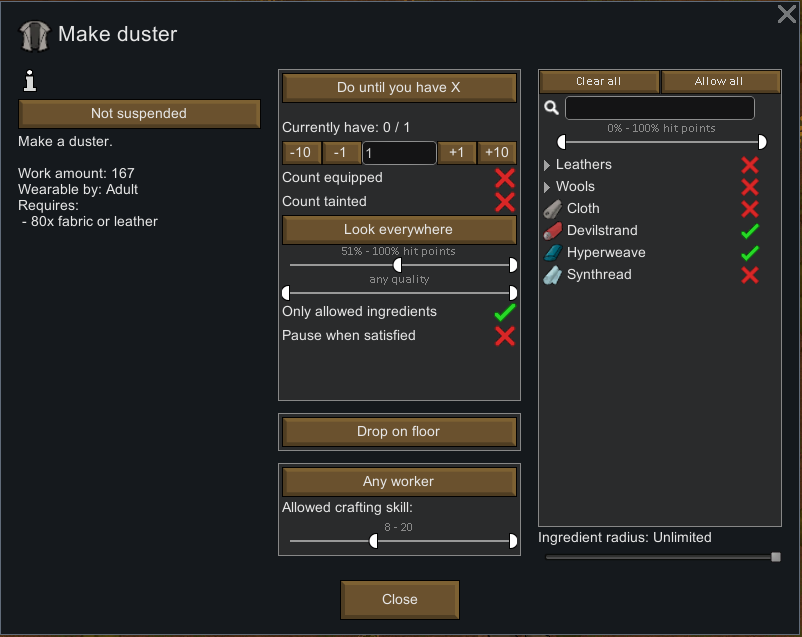 Make duster
Not suspended
Make a duster.
Work amount: 167
Wearable by: Adult
Requires:
- 80x fabric or leather
Do until you have X
Currently have: 0 / 1
-10 -1 1 +1 +10
Count equipped
Count tainted
Look everywhere
51% - 100% hit points
any quality
Only allowed ingredients
Pause when satisfied
Drop on floor
Any worker
Allowed crafting skill:
8 - 20
Clear all Allow all
0% - 100% hit points
Leathers
Wools
Cloth
Devilstrand
Hyperweave
Synthread
Ingredient radius: Unlimited
Close